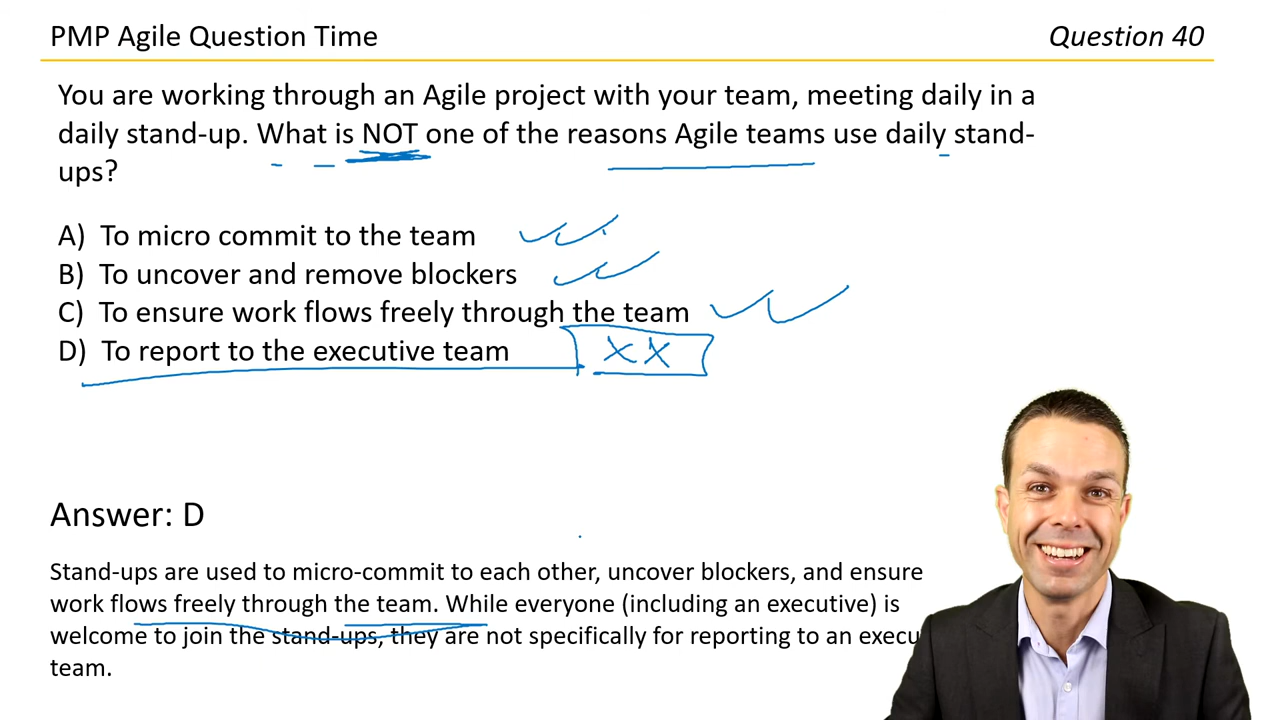 PMP Agile Question Time
Question 40
You are working through an Agile project with your team, meeting daily in a
daily stand-up. What is NOT one of the reasons Agile teams use daily stand-
ups?
A) To micro commit to the team
B) To uncover and remove blockers
C) To ensure work flows freely through the team
D) To report to the executive team
XX
Answer: D
Stand-ups are used to micro-commit to each other, uncover blockers, and ensure
work flows freely through the team. While everyone (including an executive) is
welcome to join the stand-ups, they are not specifically for reporting to an
team.